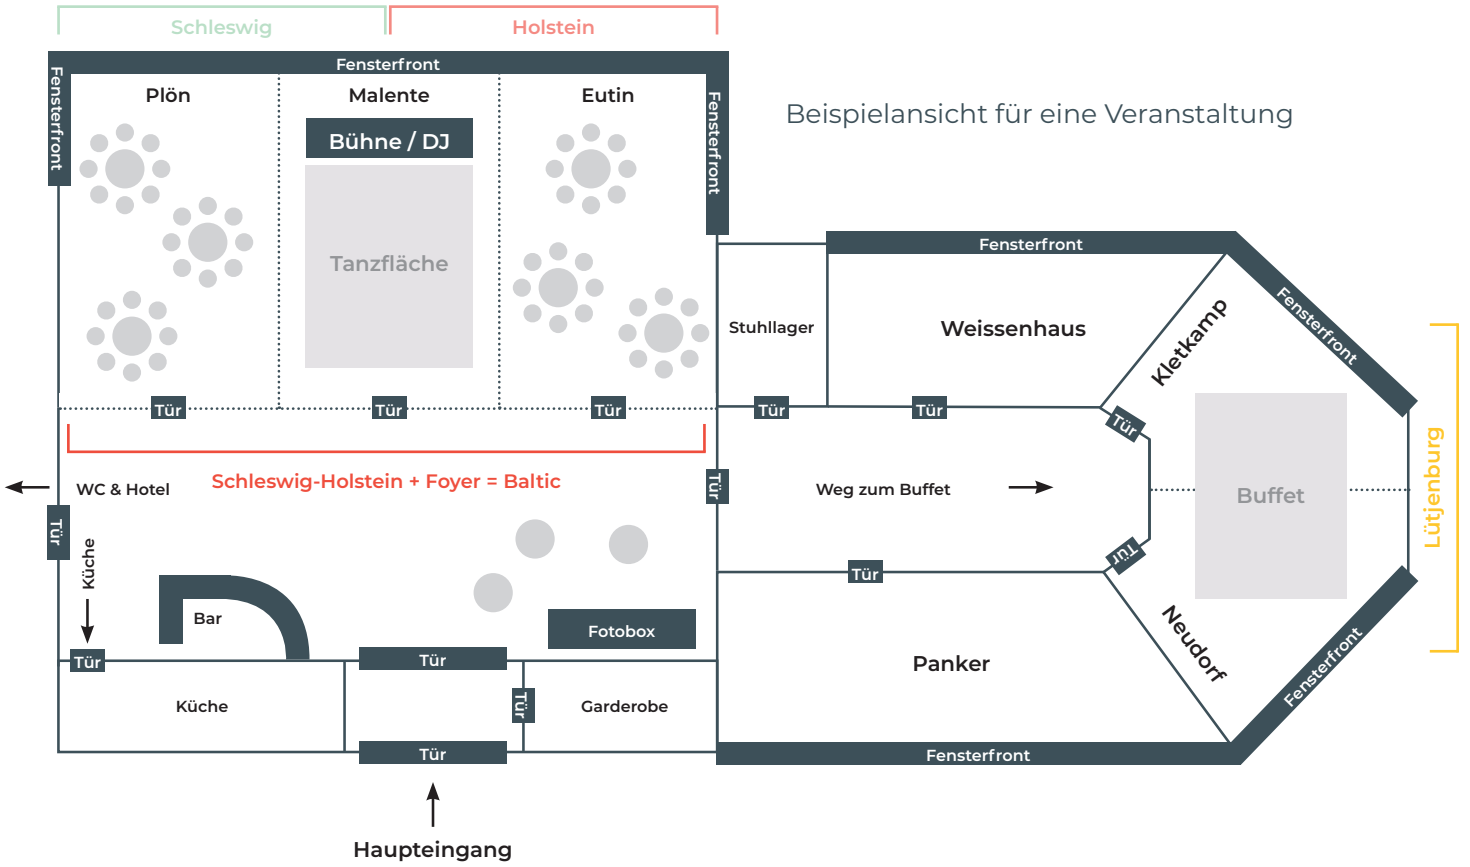 Schleswig
Holstein
Fensterfront
Fensterfront
Fensterfront
Plön
Malente
Eutin
Beispielansicht für eine Veranstaltung
Bühne / DJ
Tanzfläche
Fensterfront
Fensterfront
Stuhllager
Weissenhaus
Kletkamp
Tür
Tür
Tür
Tür
Tür
Tür
Schleswig-Holstein + Foyer = Baltic
WC & Hotel
Tür
Weg zum Buffet
Buffet
Lütjenburg
Tür
Küche
Tür
Tür
Bar
Fotobox
Neudorf
Fensterfront
Tür
Tür
Panker
Küche
Tür
Garderobe
Tür
Fensterfront
Haupteingang